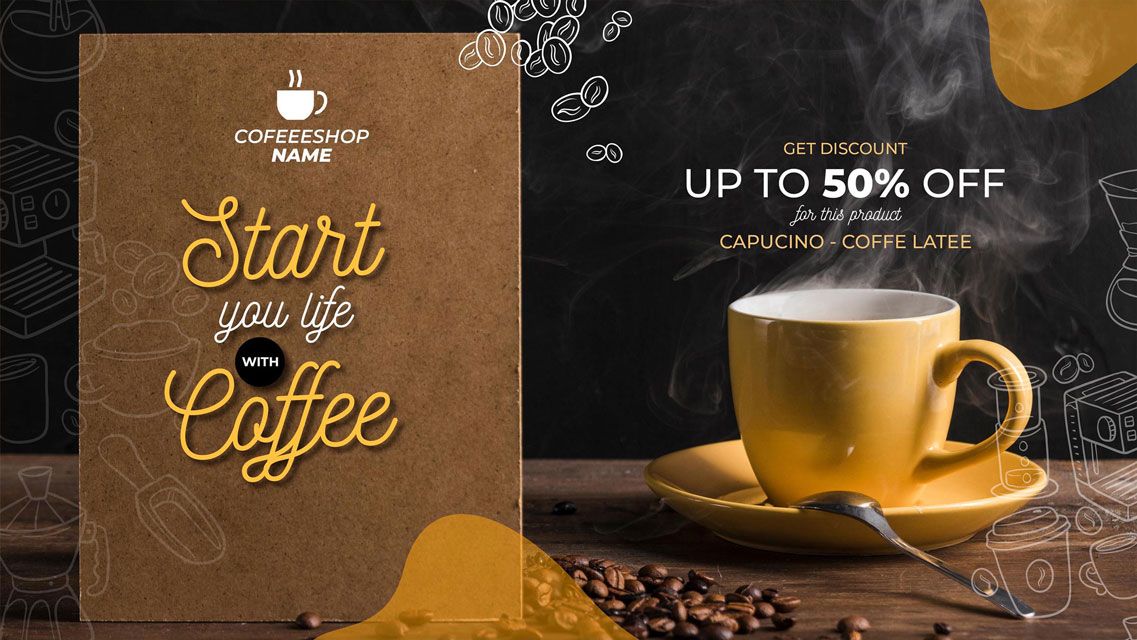 COFEEESHOP
NAME
Start
you life
WITH
Coffee
GET DISCOUNT
UP TO 50% OFF
for this product
CAPUCINO - COFFE LATEE